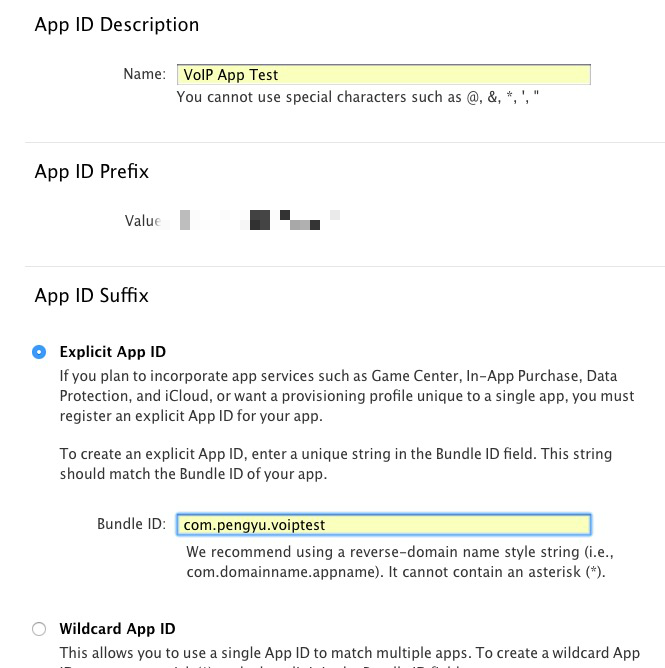 App ID Description
Name: VoIP App Test
You cannot use special characters such as @, &, *, ', "
App ID Prefix
Value
App ID Suffix
Explicit App ID
If you plan to incorporate app services such as Game Center, In-App Purchase, Data
Protection, and iCloud, or want a provisioning profile unique to a single app, you must
register an explicit App ID for your app.
To create an explicit App ID, enter a unique string in the Bundle ID field. This string
should match the Bundle ID of your app.
Bundle ID: com.pengyu.voiptest
We recommend using a reverse-domain name style string (i.e.,
com.domainname.appname). It cannot contain an asterisk (*).
Wildcard App ID
This allows you to use a single App ID to match multiple apps. To create a wildcard App